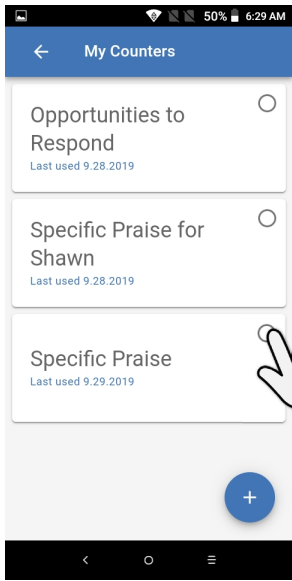 50% 6:29 AM
My Counters
Opportunities to
Respond
Last used 9.28.2019
Specific Praise for
Shawn
Last used 9.28.2019
Specific Praise
Last used 9.29.2019
+